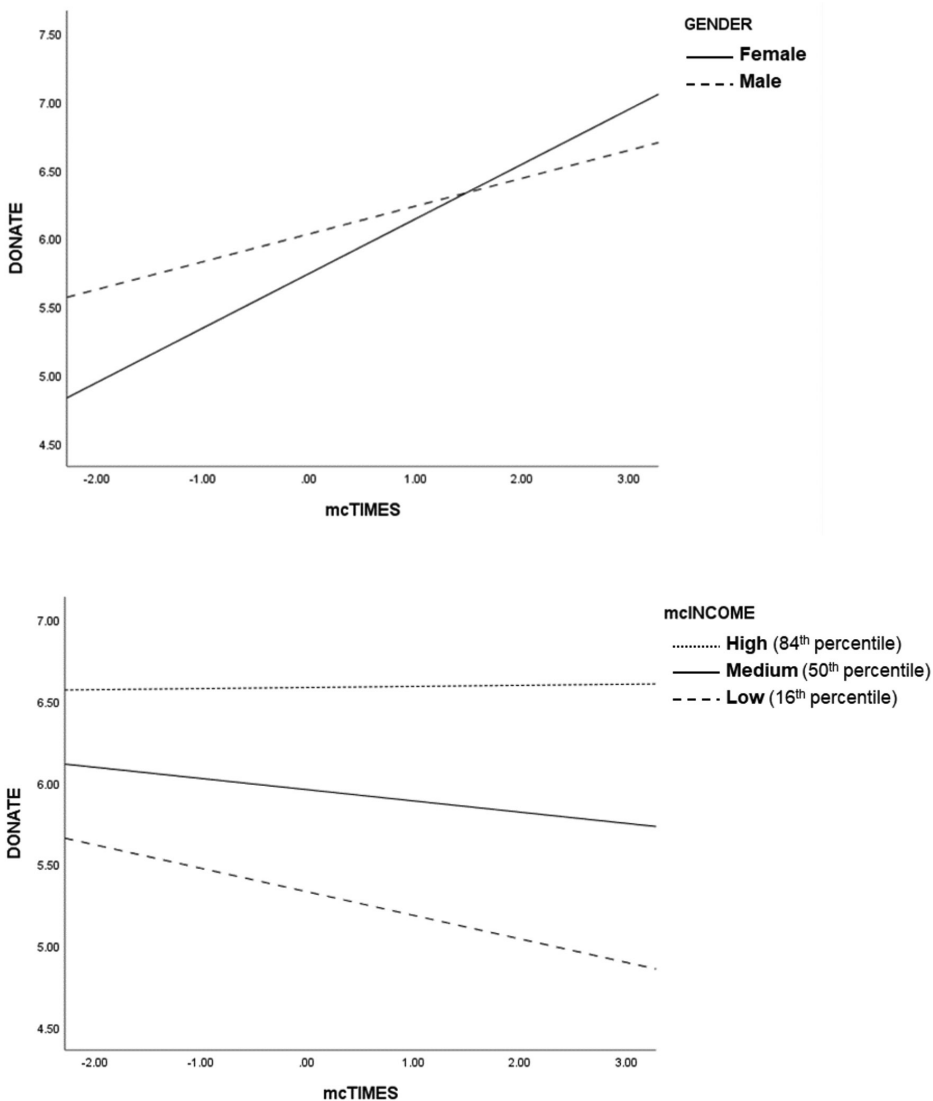 GENDER
Female
Male
7.50
7.00
6.50
6.00
5.50
5.00
4.50
DONATE
-2.00 -1.00 .00 1.00 2.00 3.00
mcTIMES
mcINCOME
High (84th percentile)
Medium (50th percentile)
Low (16th percentile)
7.00
6.50
6.00
5.50
5.00
4.50
DONATE
-2.00 -1.00 .00 1.00 2.00 3.00
mcTIMES